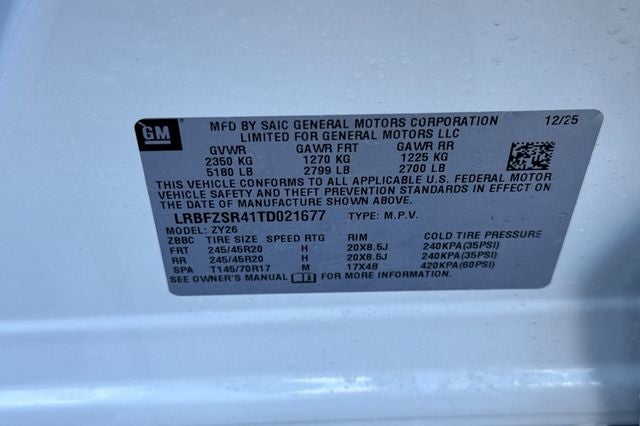 GM
MFD BY SAIC GENERAL MOTORS CORPORATION 12/25
LIMITED FOR GENERAL MOTORS LLC
GVWR GAWR FRT GAWR RR
2350 KG 1270 KG 1225 KG
5180 LB 2799 LB 2700 LB
THIS VEHICLE CONFORMS TO ALL APPLICABLE U.S. FEDERAL MOTOR
VEHICLE SAFETY AND THEFT PREVENTION STANDARDS IN EFFECT ON
THE DATE OF MANUFACTURE SHOWN ABOVE.
LRBFZSR41TD021677 TYPE: M.P.V.
MODEL: ZY26
ZBBC TIRE SIZE SPEED RTG RIM COLD TIRE PRESSURE
FRT 245/45R20 H 20X8.5J 240KPA(35PSI)
RR 245/45R20 H 20X8.5J 240KPA(35PSI)
SPA T145/70R17 M 17X4B 420KPA(60PSI)
SEE OWNER'S MANUAL FOR MORE INFORMATION.